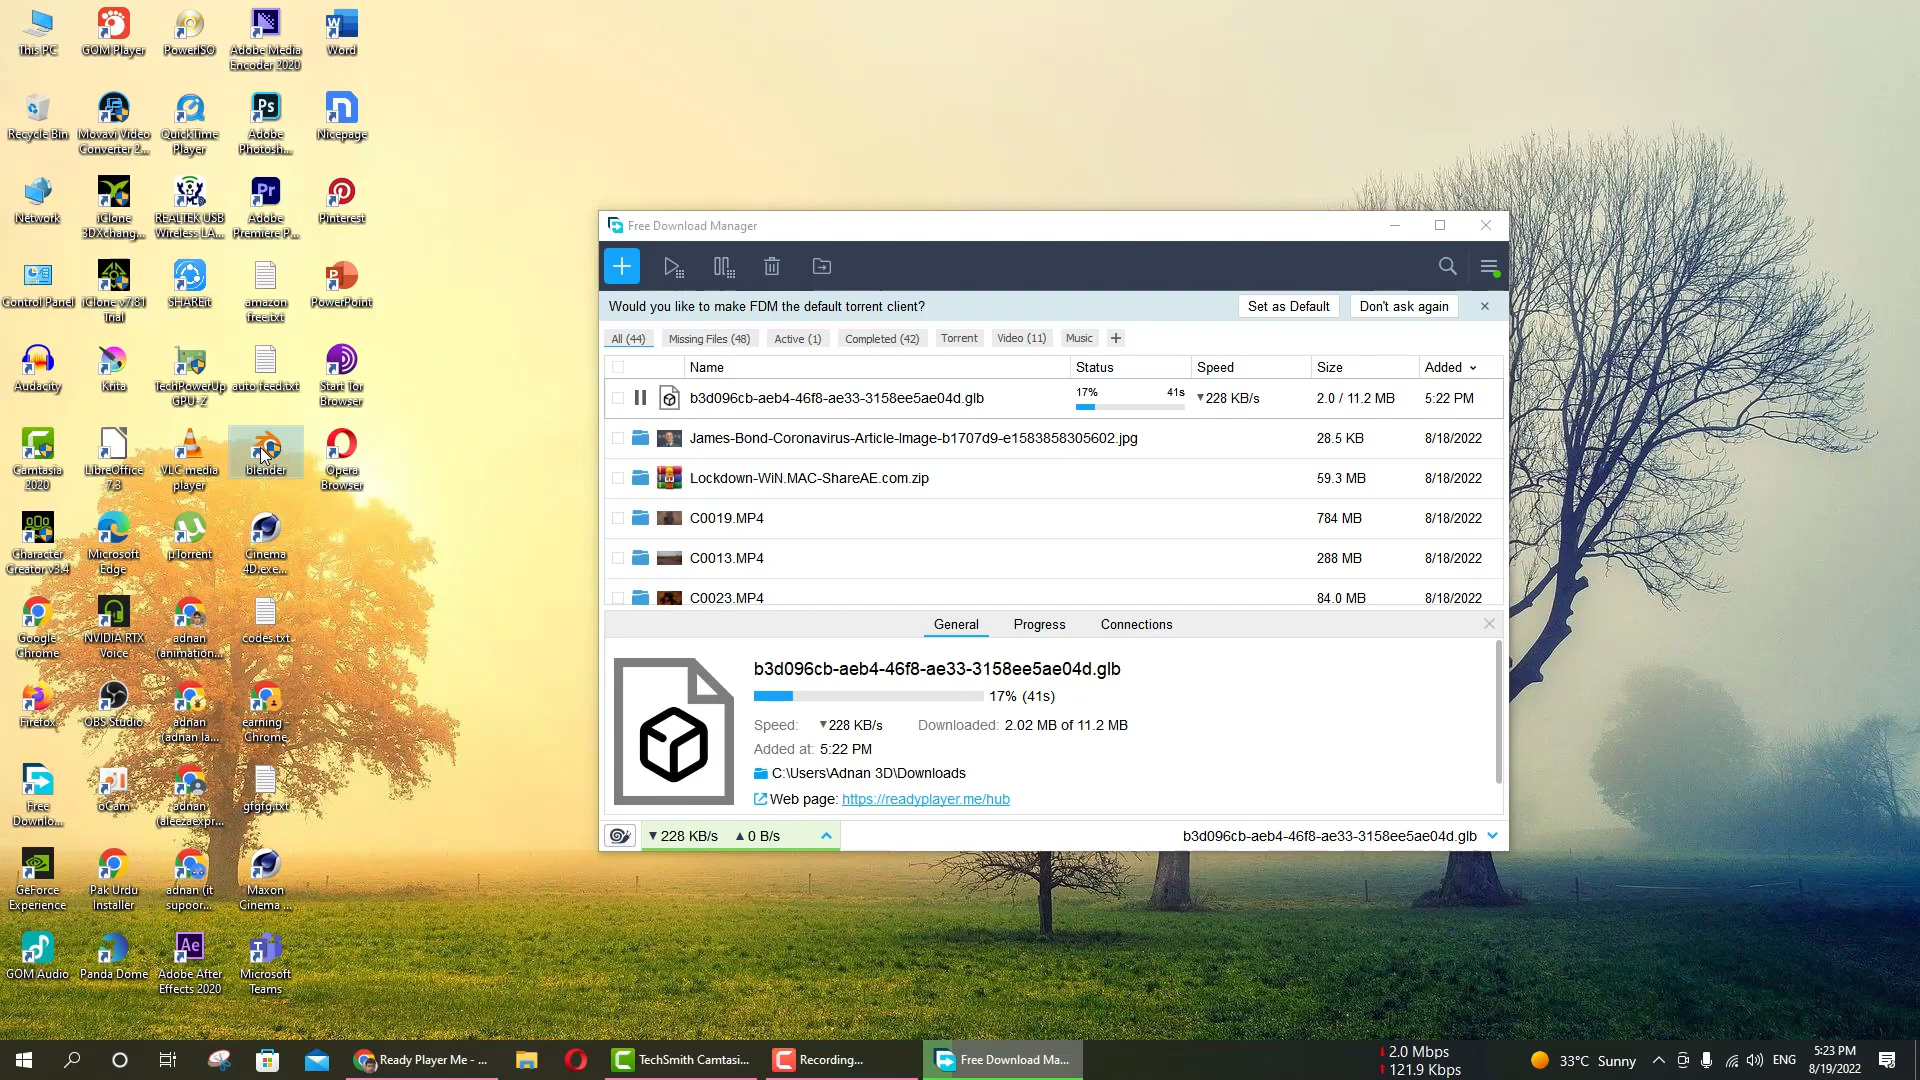 This PC
GOM Player
PowerISO
Adobe Media
Encoder 2020
Word
Recycle Bin
Movavi Video
Converter 2...
QuickTime
Player
Adobe
Photosh...
Nicepage
Network
iClone
3DXchang...
REALTEK USB
Wireless LA...
Adobe
Premiere P...
Pinterest
Control Panel
iClone v7.81
Trial
SHAREit
amazon
free.txt
PowerPoint
Audacity
Krita
TechPowerUp
GPU-Z
auto feed.txt
Start Tor
Browser
Camtasia
2020
LibreOffice
7.3
VLC media
player
blender
Opera
Browser
Character
Creator v3.4
Microsoft
Edge
µTorrent
Cinema
4D.exe...
Google
Chrome
NVIDIA RTX
Voice
adnan
(animation...
codes.txt
Firefox
OBS Studio
adnan
(adnan la...
earning -
Chrome
Free
Downlo...
oCam
adnan
(aleezaexpr...
gfgfg.txt
GeForce
Experience
Pak Urdu
Installer
adnan (it
supoor...
Maxon
Cinema ...
GOM Audio
Panda Dome
Adobe After
Effects 2020
Microsoft
Teams
Free Download Manager
Would you like to make FDM the default torrent client?
Set as Default
Don't ask again
All (44)
Missing Files (48)
Active (1)
Completed (42)
Torrent
Video (11)
Music
Name
Status
Speed
Size
Added
b3d096cb-aeb4-46f8-ae33-3158ee5ae04d.glb
17%
41s
228 KB/s
2.0 / 11.2 MB
5:22 PM
James-Bond-Coronavirus-Article-Image-b1707d9-e1583858305602.jpg
28.5 KB
8/18/2022
Lockdown-WiN.MAC-ShareAE.com.zip
59.3 MB
8/18/2022
C0019.MP4
784 MB
8/18/2022
C0013.MP4
288 MB
8/18/2022
C0023.MP4
84.0 MB
8/18/2022
General
Progress
Connections
b3d096cb-aeb4-46f8-ae33-3158ee5ae04d.glb
17% (41s)
Speed: 228 KB/s
Downloaded: 2.02 MB of 11.2 MB
Added at: 5:22 PM
C:\Users\Adnan 3D\Downloads
Web page: https://readyplayer.me/hub
228 KB/s
0 B/s
b3d096cb-aeb4-46f8-ae33-3158ee5ae04d.glb
Ready Player Me - ...
TechSmith Camtasi...
Recording...
Free Download Ma...
2.0 Mbps
121.9 Kbps
33°C Sunny
ENG
5:23 PM
8/19/2022